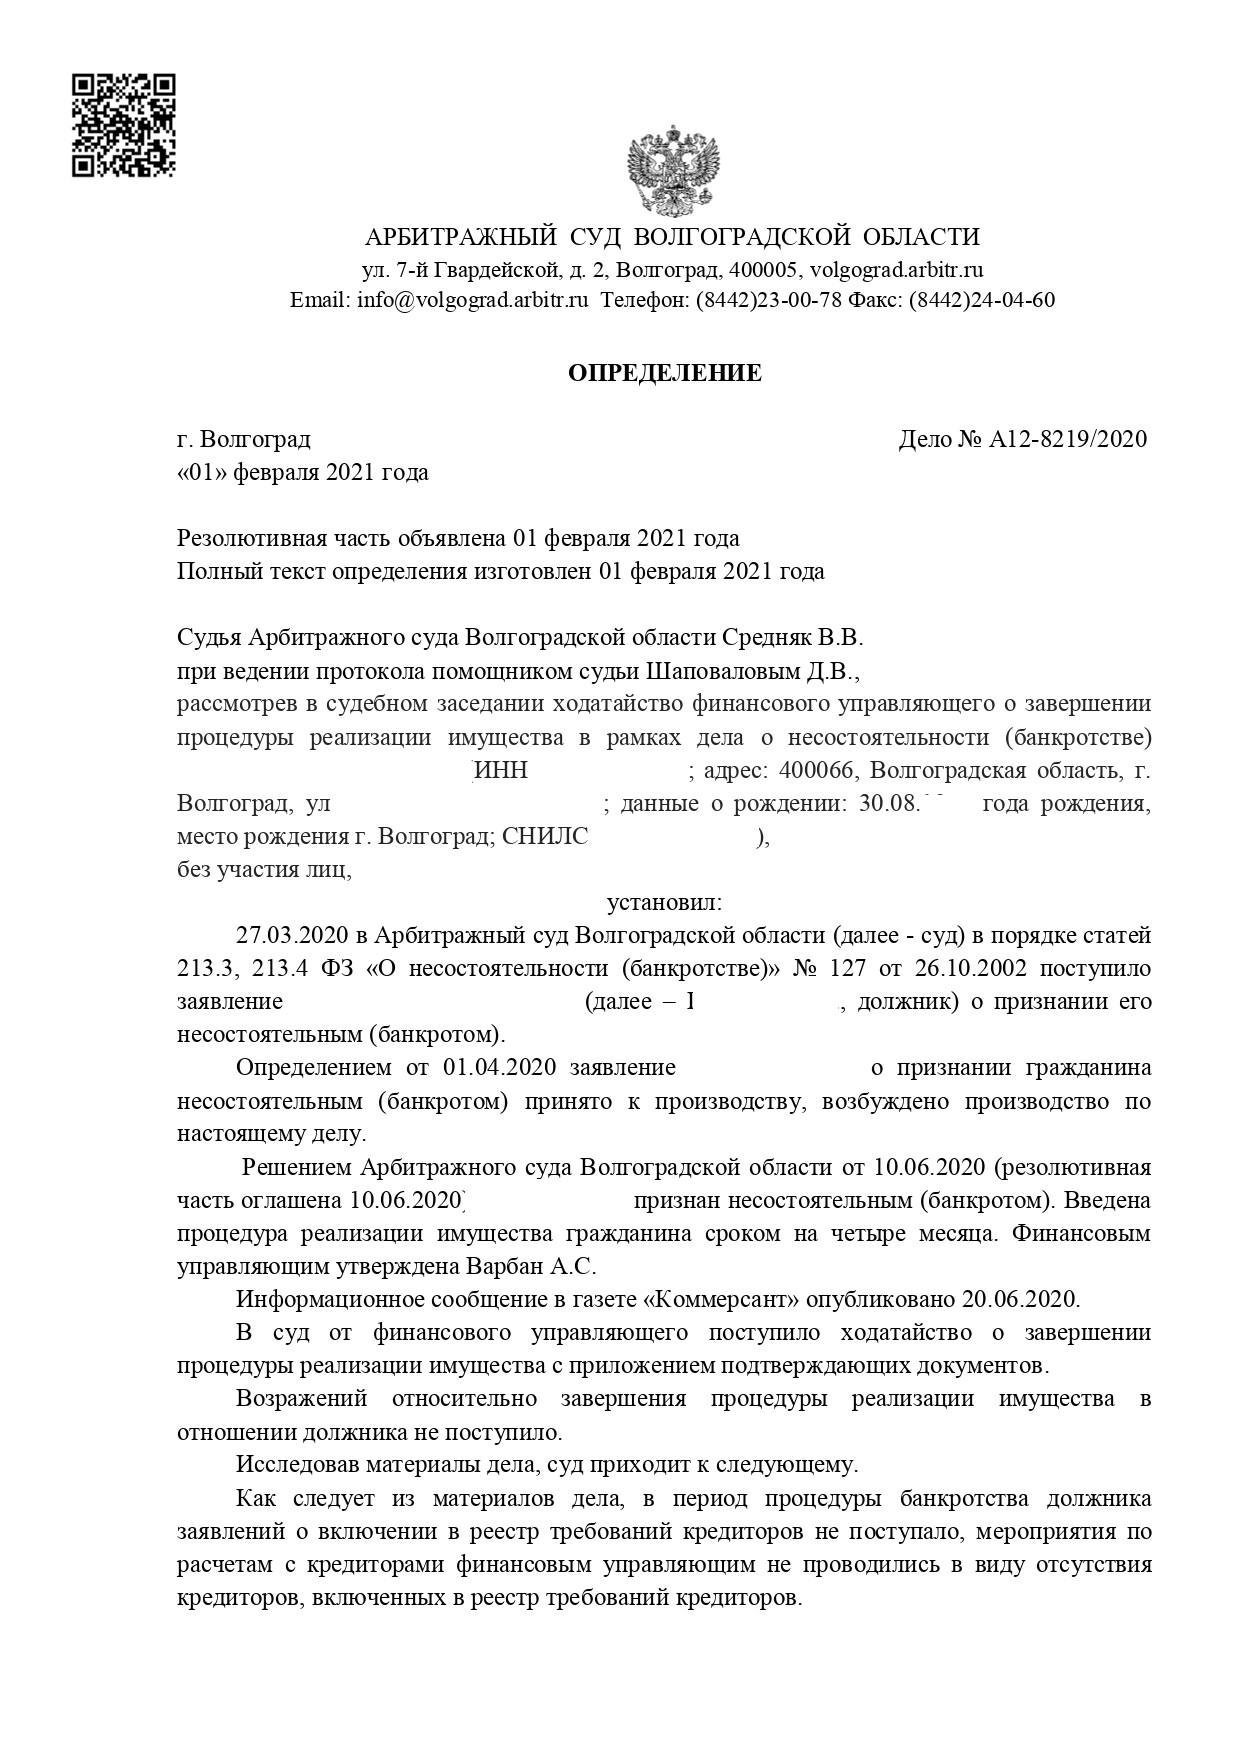 АРБИТРАЖНЫЙ СУД ВОЛГОГРАДСКОЙ ОБЛАСТИ
ул. 7-й Гвардейской, д. 2, Волгоград, 400005, volgograd.arbitr.ru
Email: info@volgograd.arbitr.ru Телефон: (8442)23-00-78 Факс: (8442)24-04-60
ОПРЕДЕЛЕНИЕ
г. Волгоград Дело № А12-8219/2020
«01» февраля 2021 года
Резолютивная часть объявлена 01 февраля 2021 года
Полный текст определения изготовлен 01 февраля 2021 года
Судья Арбитражного суда Волгоградской области Средняк В.В.
при ведении протокола помощником судьи Шаповаловым Д.В.,
рассмотрев в судебном заседании ходатайство финансового управляющего о завершении
процедуры реализации имущества в рамках дела о несостоятельности (банкротстве)
ИНН ; адрес: 400066, Волгоградская область, г.
Волгоград, ул ; данные о рождении: 30.08. года рождения,
место рождения г. Волгоград; СНИЛС ),
без участия лиц,
установил:
27.03.2020 в Арбитражный суд Волгоградской области (далее - суд) в порядке статей
213.3, 213.4 ФЗ «О несостоятельности (банкротстве)» № 127 от 26.10.2002 поступило
заявление (далее – , должник) о признании его
несостоятельным (банкротом).
Определением от 01.04.2020 заявление о признании гражданина
несостоятельным (банкротом) принято к производству, возбуждено производство по
настоящему делу.
Решением Арбитражного суда Волгоградской области от 10.06.2020 (резолютивная
часть оглашена 10.06.2020) признан несостоятельным (банкротом). Введена
процедура реализации имущества гражданина сроком на четыре месяца. Финансовым
управляющим утверждена Варбан А.С.
Информационное сообщение в газете «Коммерсант» опубликовано 20.06.2020.
В суд от финансового управляющего поступило ходатайство о завершении
процедуры реализации имущества с приложением подтверждающих документов.
Возражений относительно завершения процедуры реализации имущества в
отношении должника не поступило.
Исследовав материалы дела, суд приходит к следующему.
Как следует из материалов дела, в период процедуры банкротства должника
заявлений о включении в реестр требований кредиторов не поступало, мероприятия по
расчетам с кредиторами финансовым управляющим не проводились в виду отсутствия
кредиторов, включенных в реестр требований кредиторов.